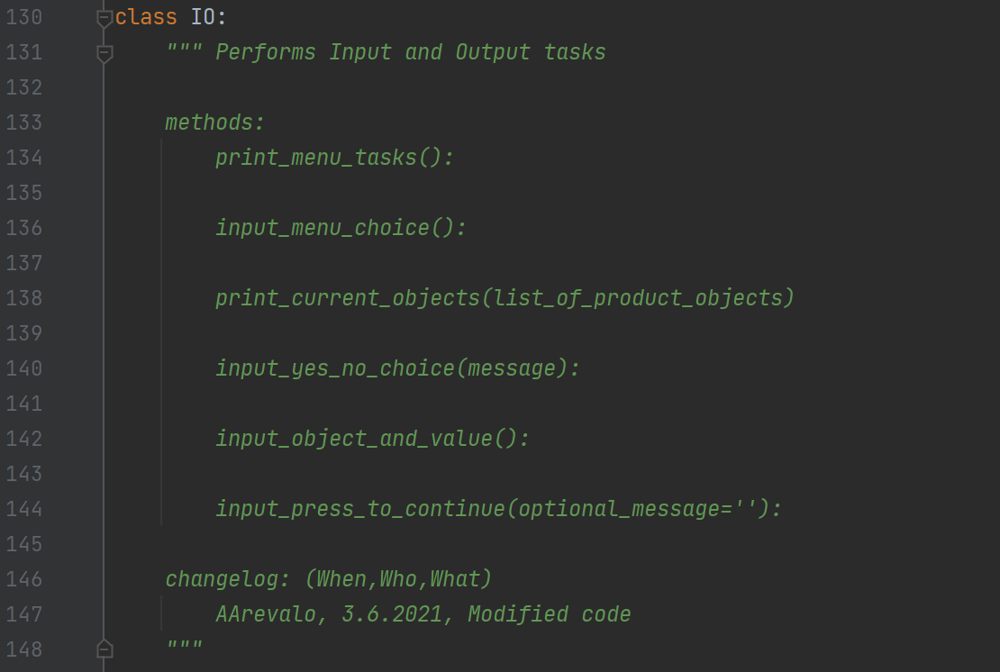 130 class IO:
131     """ Performs Input and Output tasks
132
133     methods:
134         print_menu_tasks():
135
136         input_menu_choice():
137
138         print_current_objects(list_of_product_objects)
139
140         input_yes_no_choice(message):
141
142         input_object_and_value():
143
144         input_press_to_continue(optional_message=''):
145
146     changelog: (When,Who,What)
147         AArevalo, 3.6.2021, Modified code
148     """